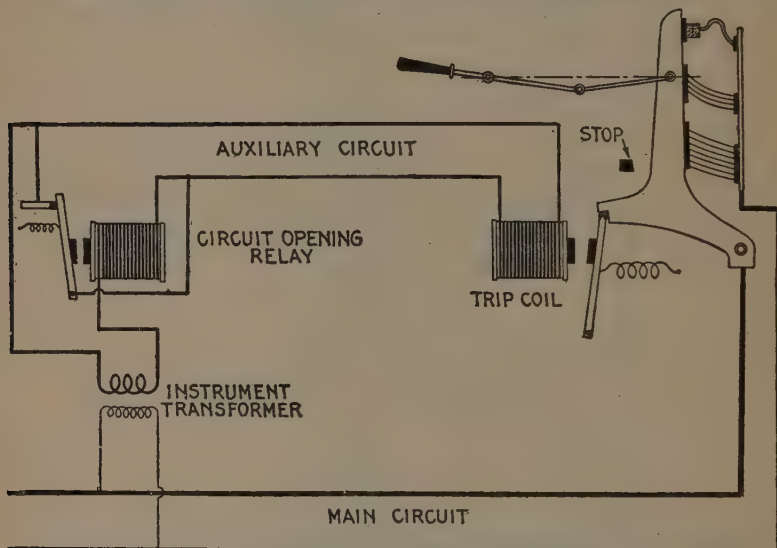 STOP
AUXILIARY CIRCUIT
CIRCUIT OPENING
RELAY
TRIP COIL
INSTRUMENT
TRANSFORMER
MAIN CIRCUIT